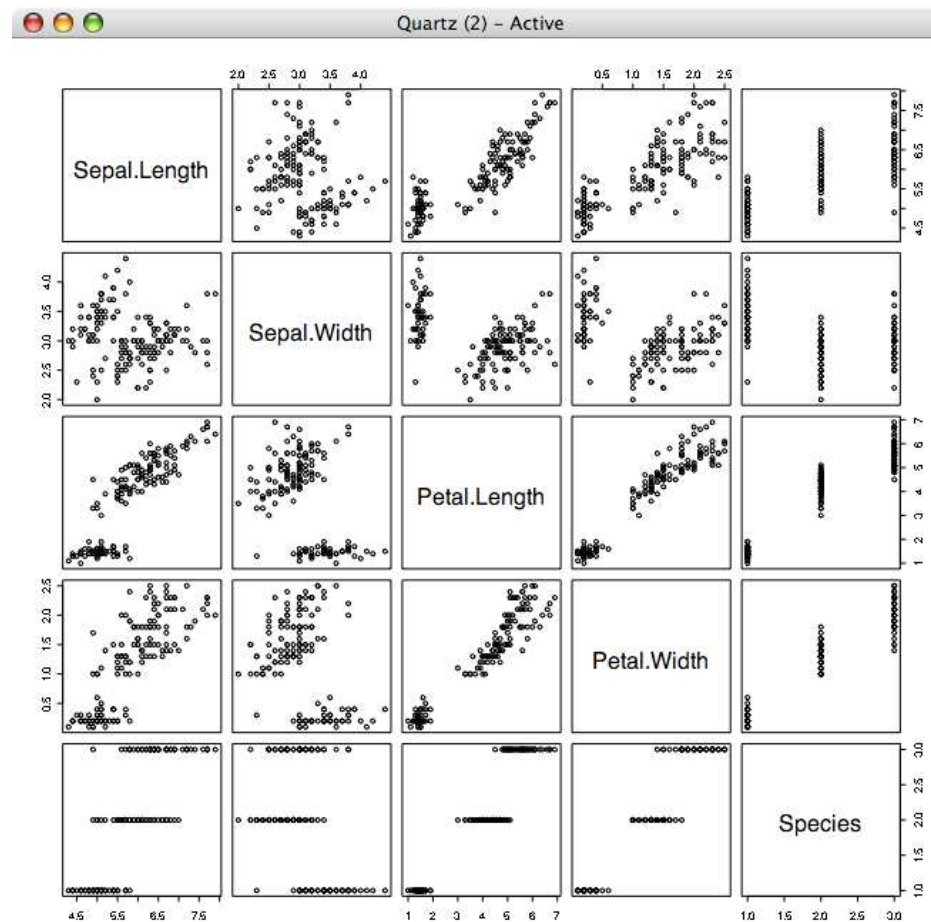 Quartz (2) - Active
2.0 2.5 3.0 3.5 4.0
0.5 1.0 1.5 2.0 2.5
Sepal.Length
4.5 5.5 6.5 7.5
2.0 2.5 3.0 3.5 4.0
Sepal.Width
Petal.Length
1 2 3 4 5 6 7
0.5 1.0 1.5 2.0 2.5
Petal.Width
Species
1.0 1.5 2.0 2.5 3.0
4.5 5.5 6.5 7.5
1 2 3 4 5 6 7
1.0 1.5 2.0 2.5 3.0